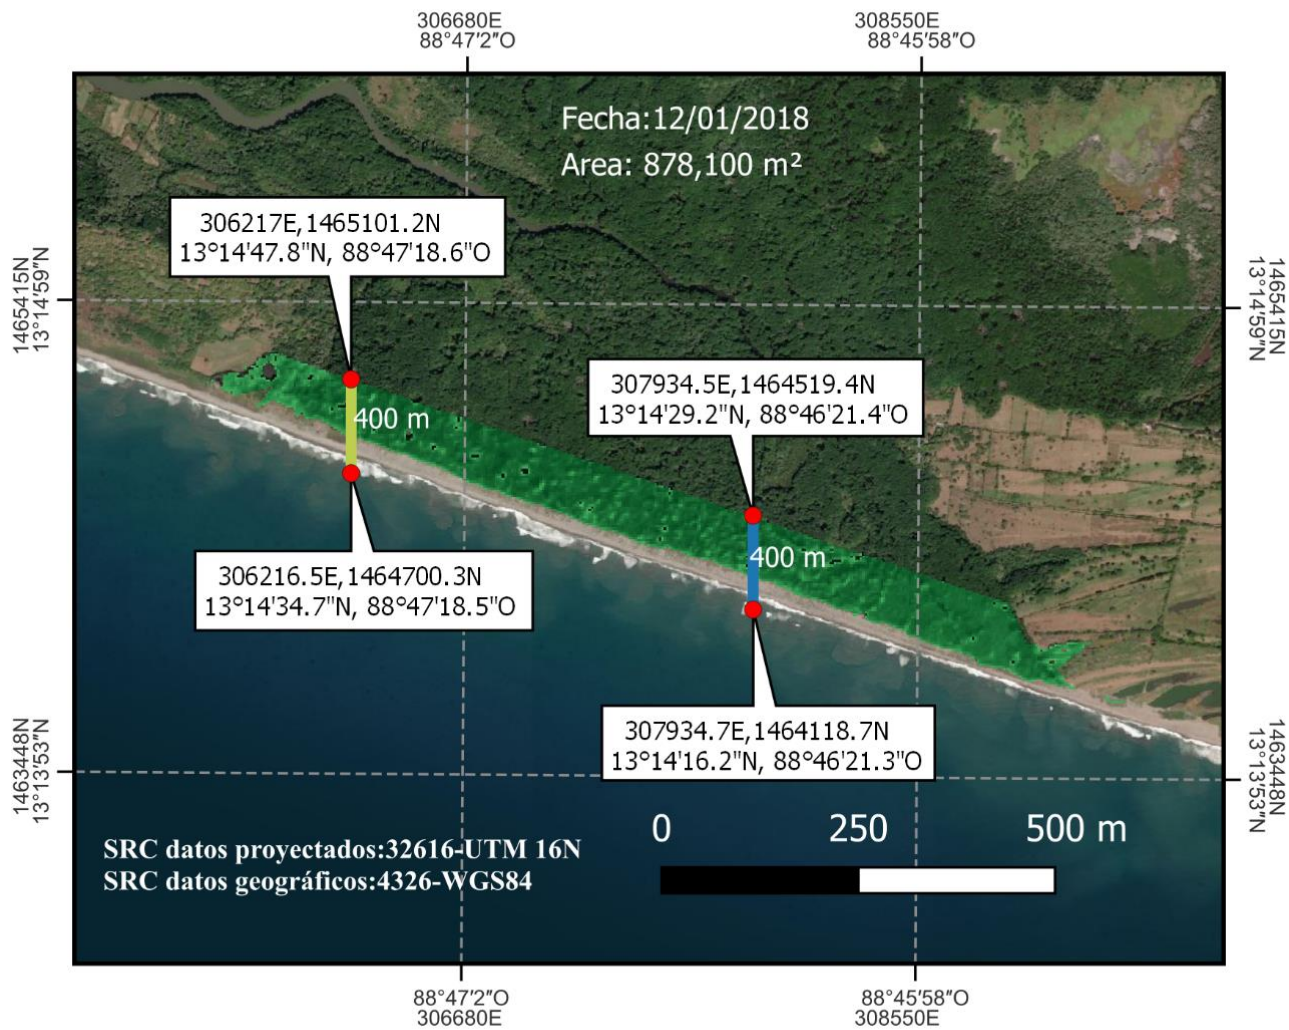 306680E
88°47'2"O
308550E
88°45'58"O
Fecha:12/01/2018
Area: 878,100 m²
306217E,1465101.2N
13°14'47.8"N, 88°47'18.6"O
1465415N
13°14'59"N
1465415N
13°14'59"N
307934.5E,1464519.4N
13°14'29.2"N, 88°46'21.4"O
400 m
400 m
306216.5E,1464700.3N
13°14'34.7"N, 88°47'18.5"O
307934.7E,1464118.7N
13°14'16.2"N, 88°46'21.3"O
1463448N
13°13'53"N
1463448N
13°13'53"N
0 250 500 m
SRC datos proyectados:32616-UTM 16N
SRC datos geográficos:4326-WGS84
88°47'2"O
306680E
88°45'58"O
308550E